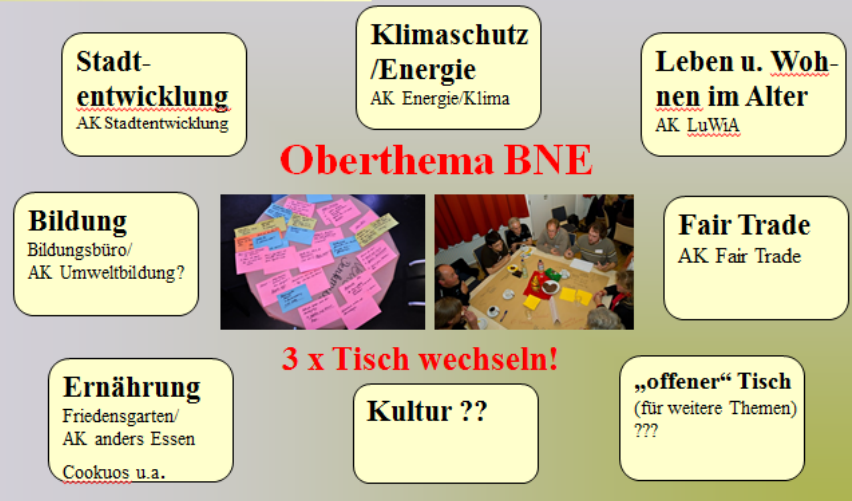 Stadt-
entwicklung
AK Stadtentwicklung
Klimaschutz
/Energie
AK Energie/Klima
Leben u. Woh-
nen im Alter
AK LuWiA
Oberthema BNE
Bildung
Bildungsbüro/
AK Umweltbildung?
Fair Trade
AK Fair Trade
3 x Tisch wechseln!
Ernährung
Friedensgarten/
AK anders Essen
Cookuos u.a.
Kultur ??
„offener“ Tisch
(für weitere Themen)
???